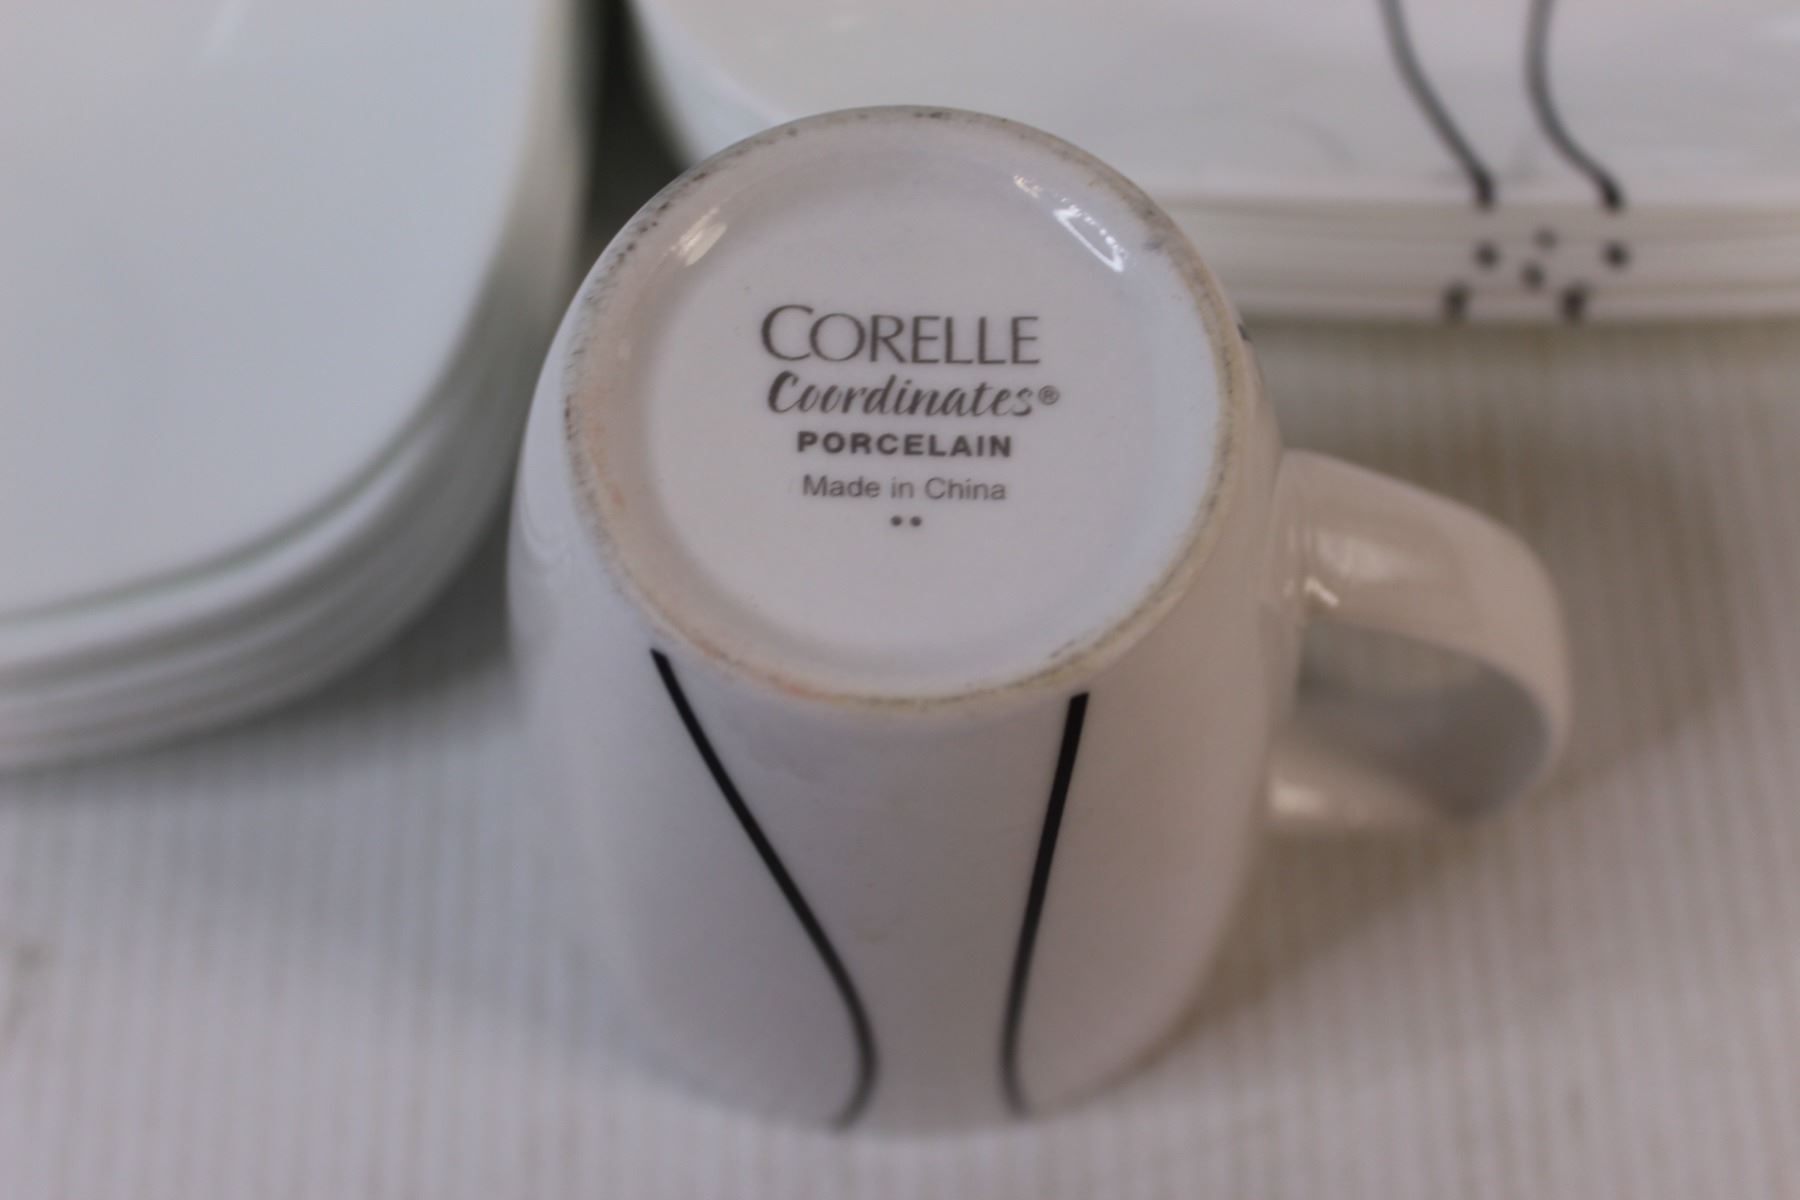 CORELLE
Coordinates®
PORCELAIN
Made in China